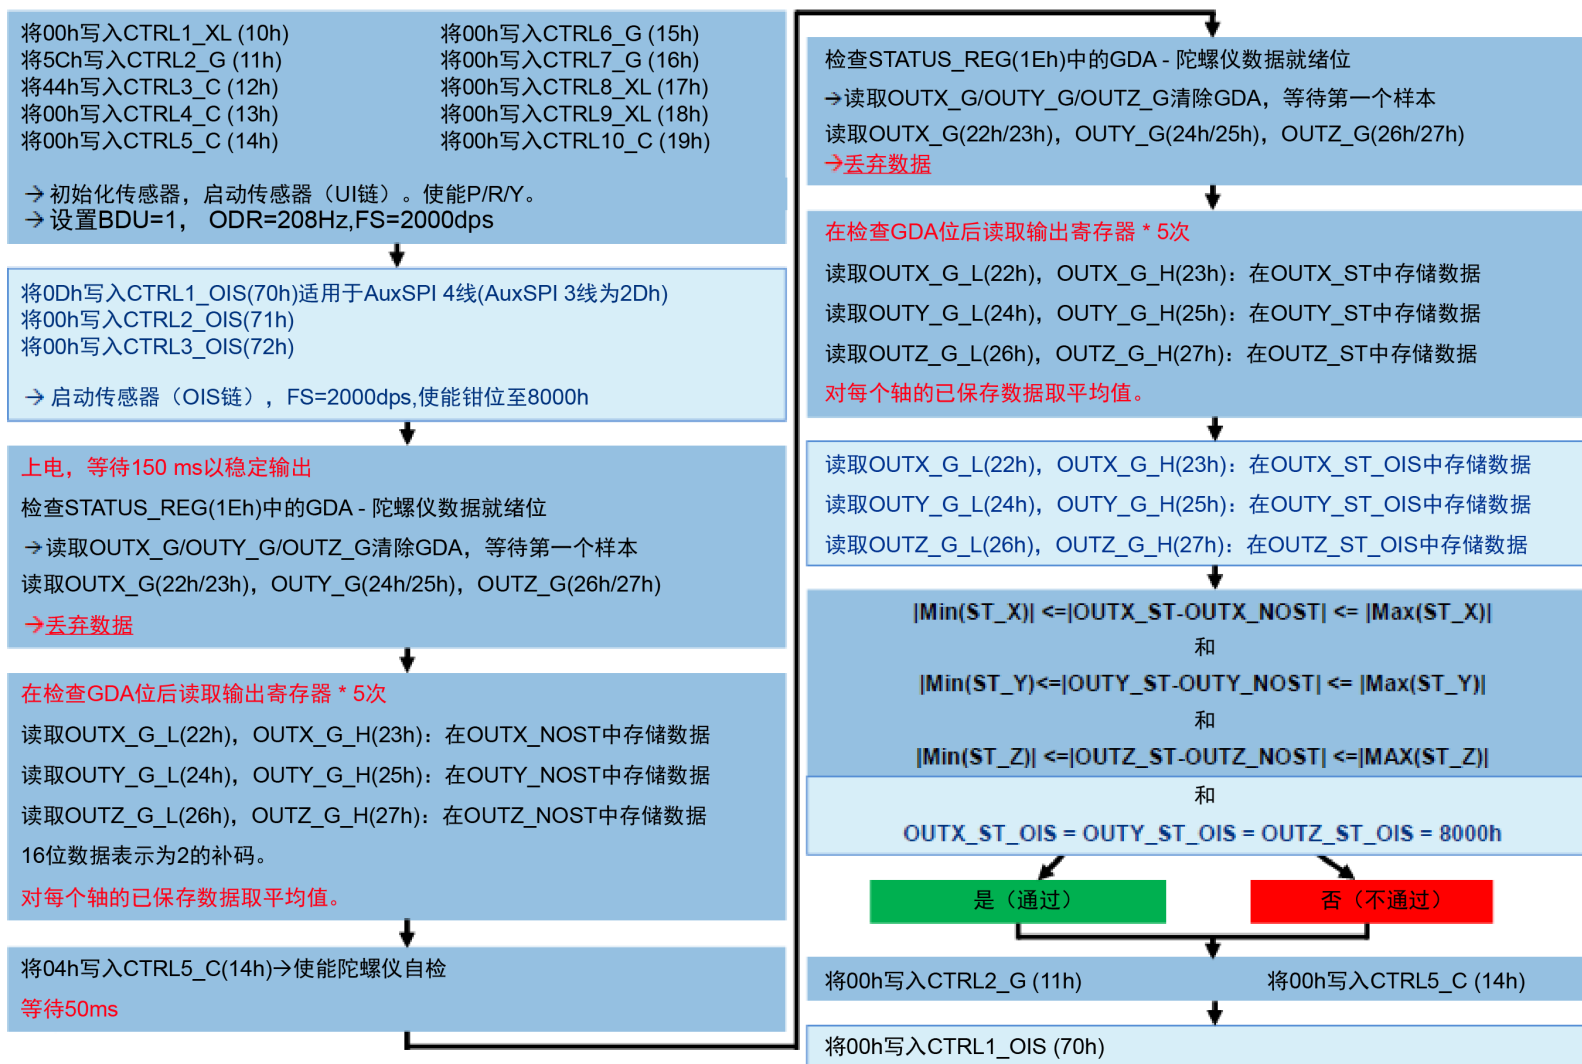 将00h写入CTRL1_XL (10h)
将5Ch写入CTRL2_G (11h)
将44h写入CTRL3_C (12h)
将00h写入CTRL4_C (13h)
将00h写入CTRL5_C (14h)
将00h写入CTRL6_G (15h)
将00h写入CTRL7_G (16h)
将00h写入CTRL8_XL (17h)
将00h写入CTRL9_XL (18h)
将00h写入CTRL10_C (19h)
→ 初始化传感器，启动传感器（UI链）。使能P/R/Y。
→ 设置BDU=1， ODR=208Hz,FS=2000dps
将0Dh写入CTRL1_OIS(70h)适用于AuxSPI 4线(AuxSPI 3线为2Dh)
将00h写入CTRL2_OIS(71h)
将00h写入CTRL3_OIS(72h)
→ 启动传感器（OIS链），FS=2000dps,使能钳位至8000h
上电，等待150 ms以稳定输出
检查STATUS_REG(1Eh)中的GDA - 陀螺仪数据就绪位
→读取OUTX_G/OUTY_G/OUTZ_G清除GDA，等待第一个样本
读取OUTX_G(22h/23h)，OUTY_G(24h/25h)，OUTZ_G(26h/27h)
→丢弃数据
在检查GDA位后读取输出寄存器 * 5次
读取OUTX_G_L(22h)，OUTX_G_H(23h)：在OUTX_NOST中存储数据
读取OUTY_G_L(24h)，OUTY_G_H(25h)：在OUTY_NOST中存储数据
读取OUTZ_G_L(26h)，OUTZ_G_H(27h)：在OUTZ_NOST中存储数据
16位数据表示为2的补码。
对每个轴的已保存数据取平均值。
将04h写入CTRL5_C(14h)→使能陀螺仪自检
等待50ms
检查STATUS_REG(1Eh)中的GDA - 陀螺仪数据就绪位
→读取OUTX_G/OUTY_G/OUTZ_G清除GDA，等待第一个样本
读取OUTX_G(22h/23h)，OUTY_G(24h/25h)，OUTZ_G(26h/27h)
→丢弃数据
在检查GDA位后读取输出寄存器 * 5次
读取OUTX_G_L(22h)，OUTX_G_H(23h)：在OUTX_ST中存储数据
读取OUTY_G_L(24h)，OUTY_G_H(25h)：在OUTY_ST中存储数据
读取OUTZ_G_L(26h)，OUTZ_G_H(27h)：在OUTZ_ST中存储数据
对每个轴的已保存数据取平均值。
读取OUTX_G_L(22h)，OUTX_G_H(23h)：在OUTX_ST_OIS中存储数据
读取OUTY_G_L(24h)，OUTY_G_H(25h)：在OUTY_ST_OIS中存储数据
读取OUTZ_G_L(26h)，OUTZ_G_H(27h)：在OUTZ_ST_OIS中存储数据
|Min(ST_X)| <=|OUTX_ST-OUTX_NOST| <= |Max(ST_X)|
和
|Min(ST_Y)<=|OUTY_ST-OUTY_NOST| <= |Max(ST_Y)|
和
|Min(ST_Z)| <=|OUTZ_ST-OUTZ_NOST| <=|MAX(ST_Z)|
和
OUTX_ST_OIS = OUTY_ST_OIS = OUTZ_ST_OIS = 8000h
是（通过）
否（不通过）
将00h写入CTRL2_G (11h)
将00h写入CTRL5_C (14h)
将00h写入CTRL1_OIS (70h)